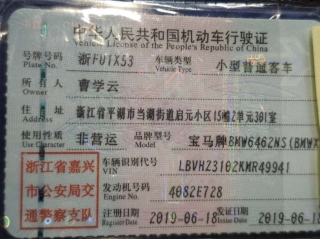 中华人民共和国机动车行驶证
Vehicle License of the People's Republic of China
号牌号码 浙F01X53 车辆类型 小型普通客车
Plate No. Vehicle Type
所有人 曹学云
Owner
住址 浙江省平湖市当湖街道启元小区15幢2单元301室
Address
使用性质 非营运 品牌型号 宝马牌BMW6462NS(BMWX
Use Character Model
浙江省嘉兴 车辆识别代号 LBVHZ3102KMR49941
VIN
市公安局交 发动机号码 4082E728
Engine No.
通警察支队 注册日期 2019-06-18 发证日期 2019-06-18
Register Date Issue Date